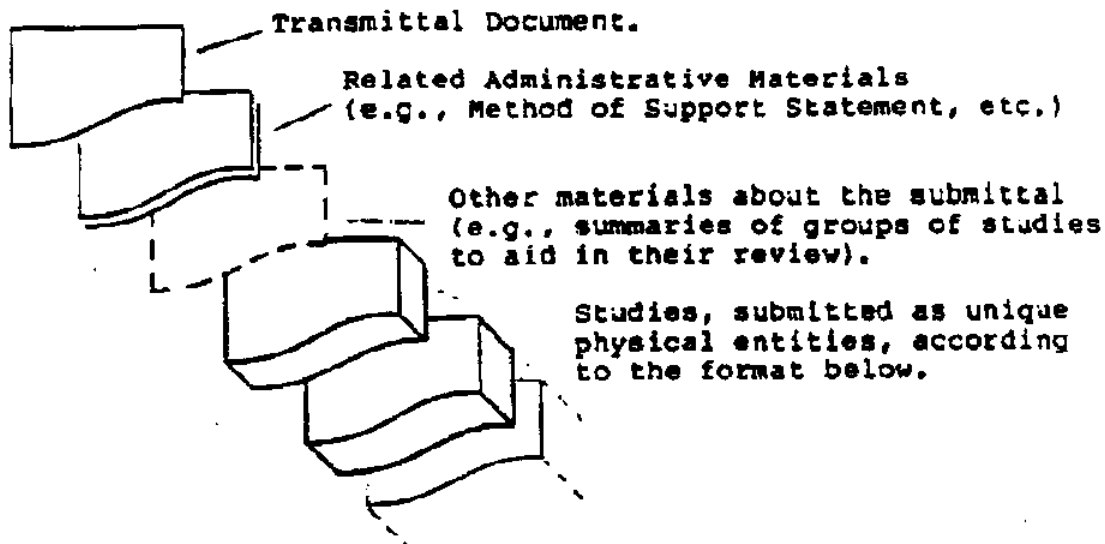 Transmittal Document.
Related Administrative Materials
(e.g., Method of Support Statement, etc.)
Other materials about the submittal
(e.g., summaries of groups of studies
to aid in their review).
Studies, submitted as unique
physical entities, according
to the format below.